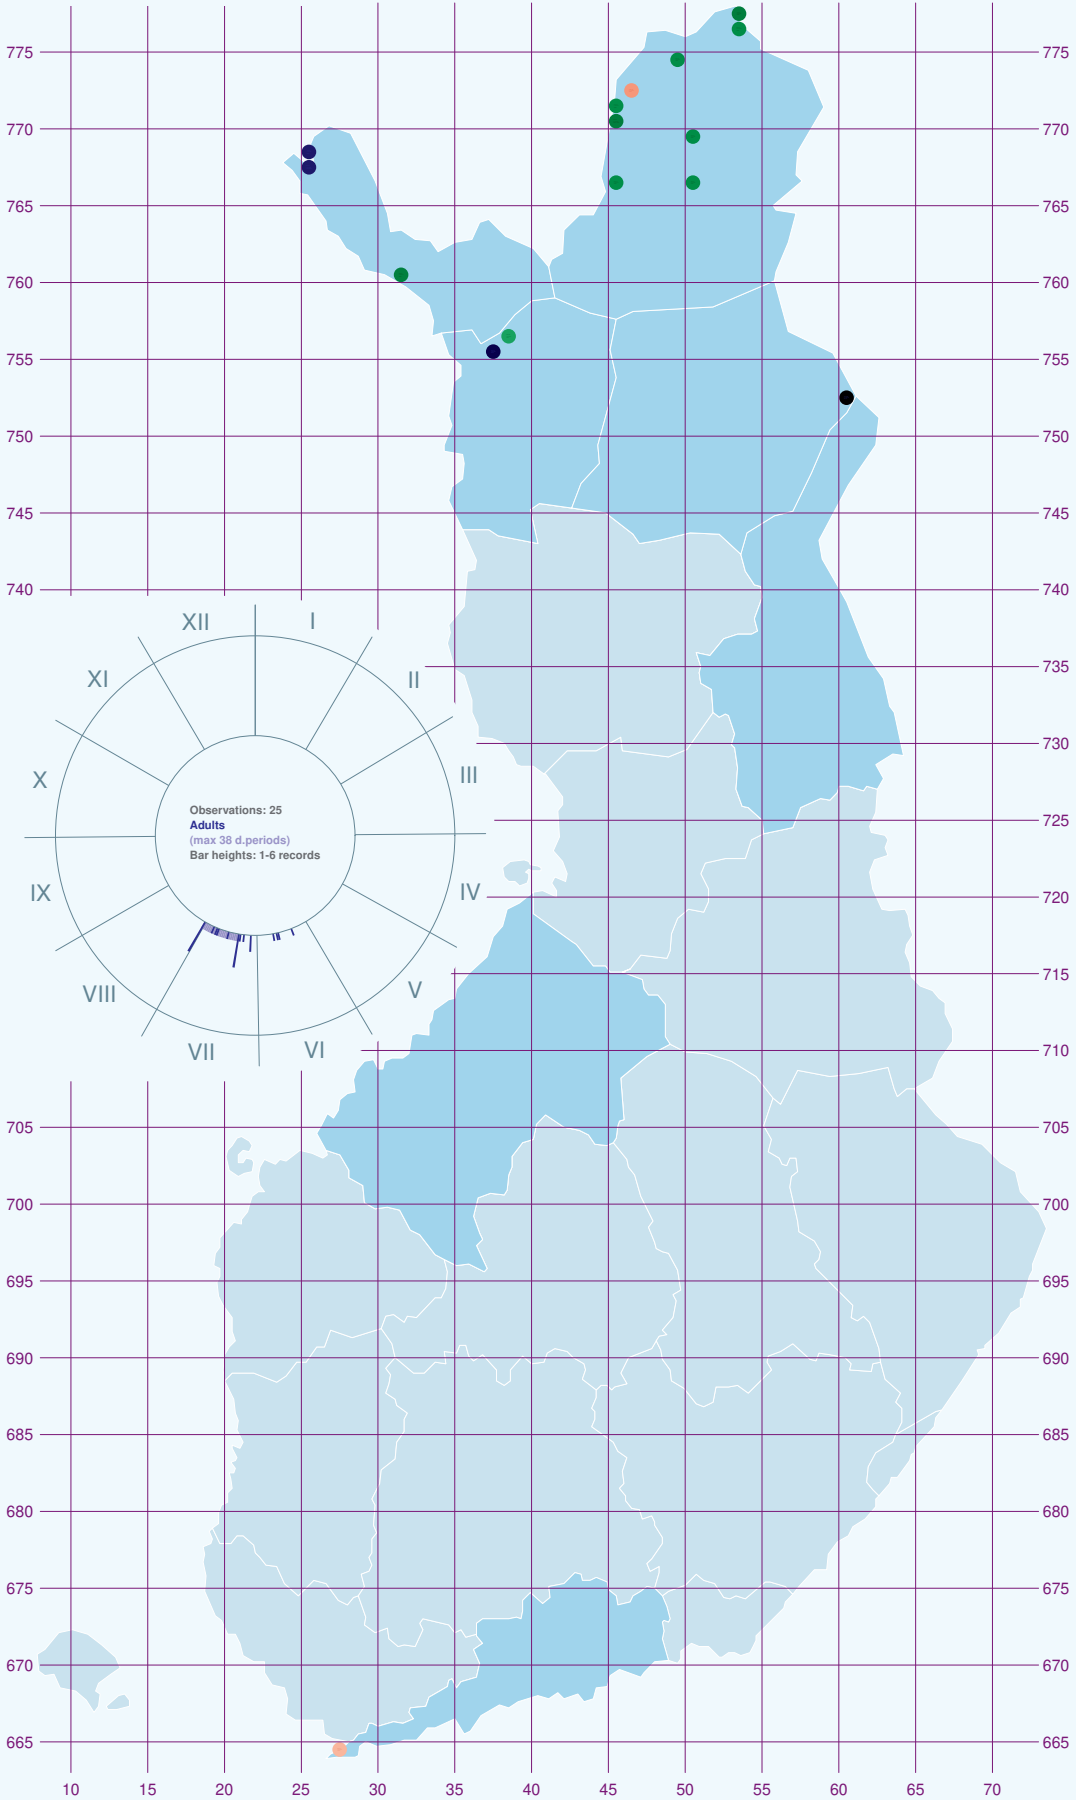 775 775
770 770
765 765
760 760
755 755
750 750
745 745
740 740
XII I
XI II
735
X III
730
IX IV
725
VIII V
720
VII VI
715
710
Observations: 25
Adults
(max 38 d.periods)
Bar heights: 1-6 records
705 705
700 700
695 695
690 690
685 685
680 680
675 675
670 670
665 665
10 15 20 25 30 35 40 45 50 55 60 65 70